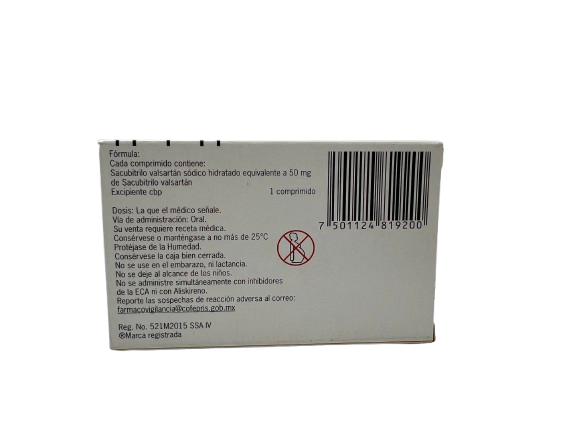 Fórmula:
Cada comprimido contiene:
Sacubitrilo valsartán sódico hidratado equivalente a 50 mg
de Sacubitrilo valsartán
Excipiente cbp 1 comprimido
Dosis: La que el médico señale.
Vía de administración: Oral.
Su venta requiere receta médica.
Consérvese o manténgase a no más de 25°C
Protéjase de la Humedad.
Consérvese la caja bien cerrada.
No se use en el embarazo, ni lactancia.
No se deje al alcance de los niños.
No se administre simultáneamente con inhibidores
de la ECA ni con Aliskireno.
Reporte las sospechas de reacción adversa al correo:
farmacovigilancia@cofepris.gob.mx
Reg. No. 521M2015 SSA IV
®Marca registrada
7 501124 819200